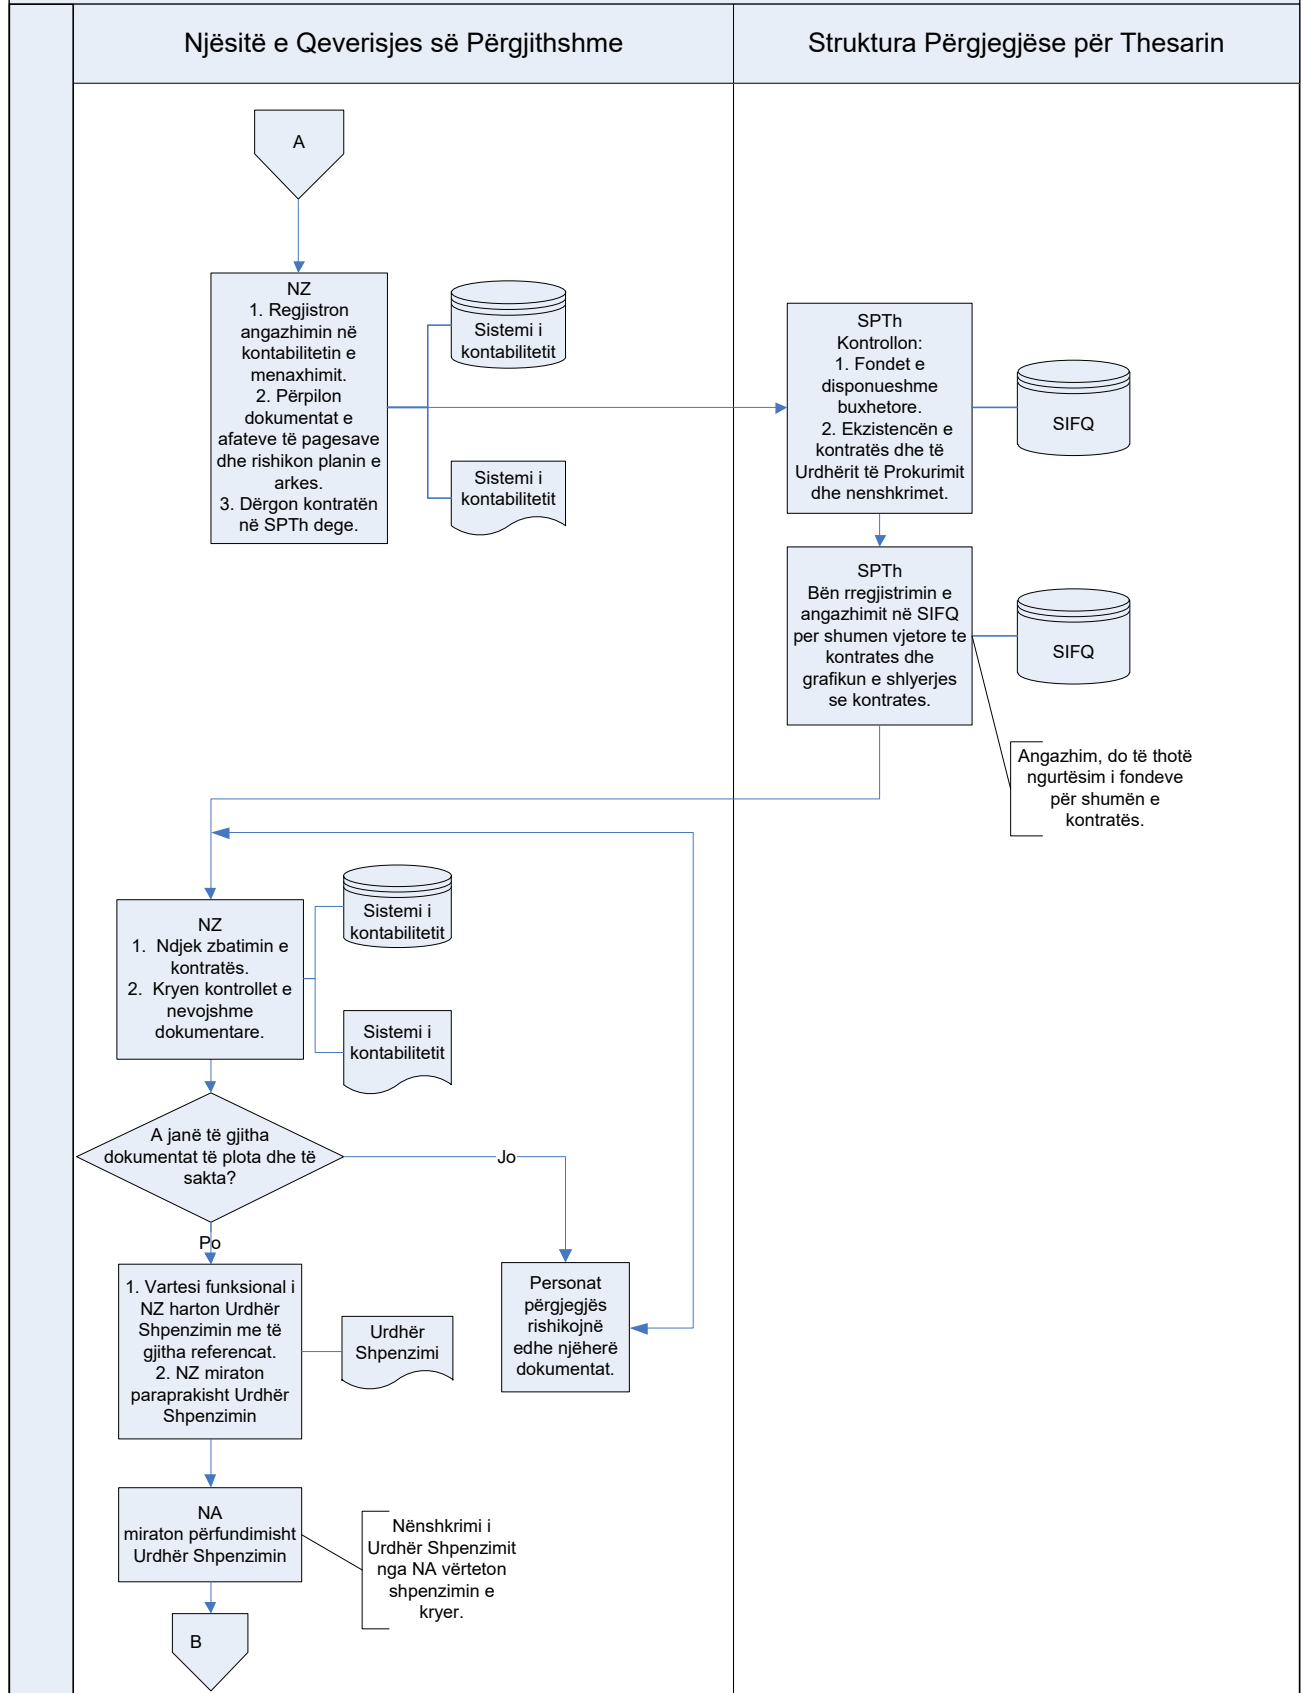 Njësitë e Qeverisjes së Përgjithshme
Struktura Përgjegjëse për Thesarin
A
NZ
1. Regjistron
angazhimin në
kontabilitetin e
menaxhimit.
2. Përpilon
dokumentat e
afateve të pagesave
dhe rishikon planin e
arkes.
3. Dërgon kontratën
në SPTh dege.
Sistemi i
kontabilitetit
Sistemi i
kontabilitetit
SPTh
Kontrollon:
1. Fondet e
disponueshme
buxhetore.
2. Ekzistencën e
kontratës dhe të
Urdhërit të Prokurimit
dhe nenshkrimet.
SIFQ
SPTh
Bën rregjistrimin e
angazhimit në SIFQ
per shumen vjetore te
kontrates dhe
grafikun e shlyerjes
se kontrates.
SIFQ
Angazhim, do të thotë
ngurtësim i fondeve
për shumën e
kontratës.
NZ
1. Ndjek zbatimin e
kontratës.
2. Kryen kontrollet e
nevojshme
dokumentare.
Sistemi i
kontabilitetit
Sistemi i
kontabilitetit
A janë të gjitha
dokumentat të plota dhe të
sakta?
Jo
Po
1. Vartesi funksional i
NZ harton Urdhër
Shpenzimin me të
gjitha referencat.
2. NZ miraton
paraprakisht Urdhër
Shpenzimin
Urdhër
Shpenzimi
Personat
përgjegjës
rishikojnë
edhe njëherë
dokumentat.
NA
miraton përfundimisht
Urdhër Shpenzimin
Nënshkrimi i
Urdhër Shpenzimit
nga NA vërteton
shpenzimin e
kryer.
B